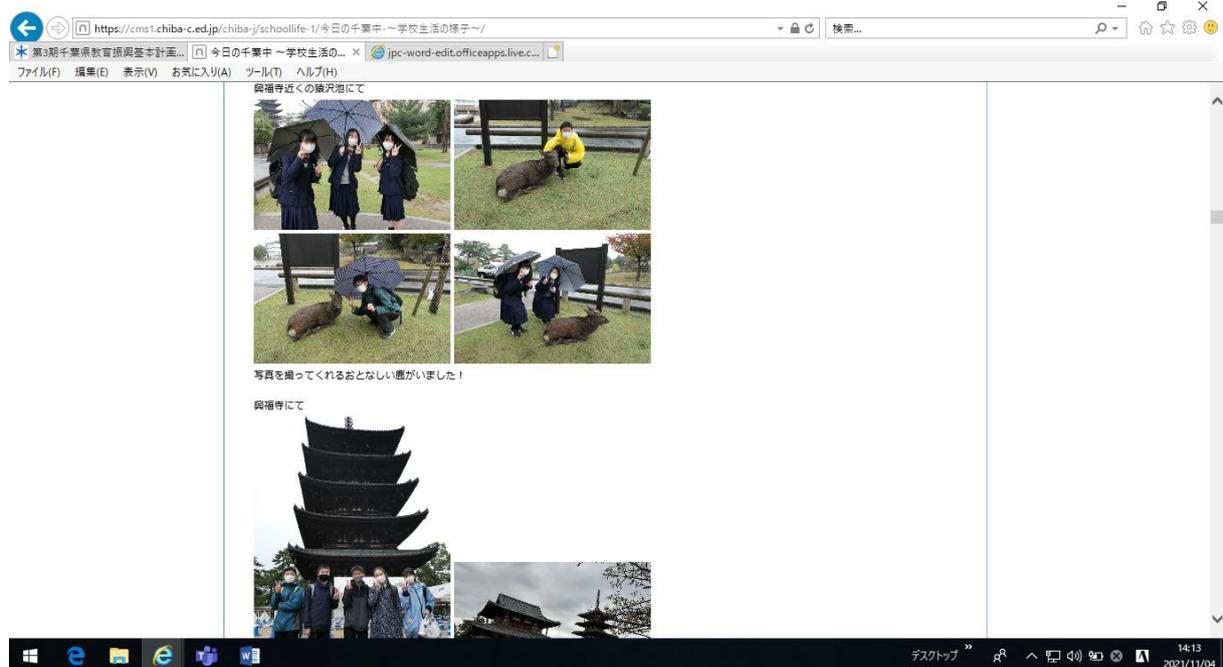 https://cms1.chiba-c.ed.jp/chiba-j/schoollife-1/今日の千葉中-～学校生活の様子～/
検索...
第3期千葉県教育振興基本計画...
今日の千葉中 ～学校生活の...
jpc-word-edit.officeapps.live.c...
ファイル(F) 編集(E) 表示(V) お気に入り(A) ツール(T) ヘルプ(H)
興福寺近くの猿沢池にて
写真を撮ってくれるおとなしい鹿がいました！
興福寺にて
デスクトップ
14:13
2021/11/04